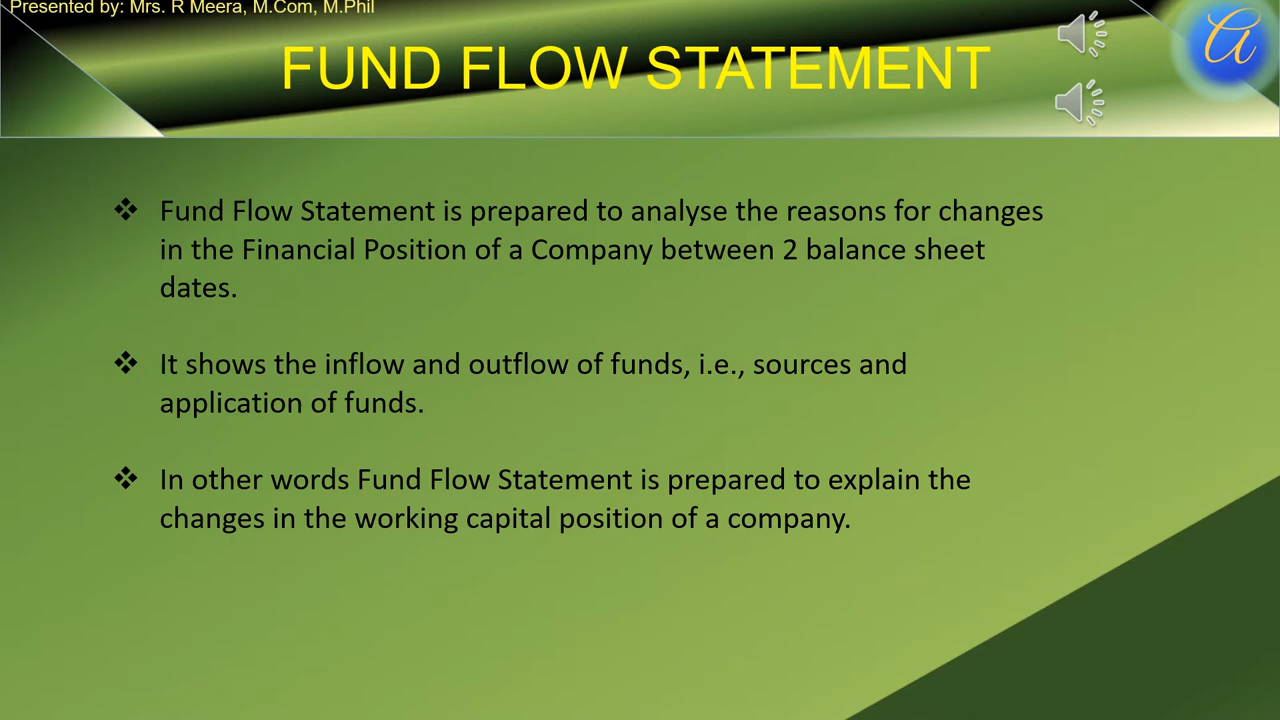 Presented by: Mrs. R Meera, M.Com, M.Phil
FUND FLOW STATEMENT
a
❖ Fund Flow Statement is prepared to analyse the reasons for changes
in the Financial Position of a Company between 2 balance sheet
dates.
❖ It shows the inflow and outflow of funds, i.e., sources and
application of funds.
❖ In other words Fund Flow Statement is prepared to explain the
changes in the working capital position of a company.